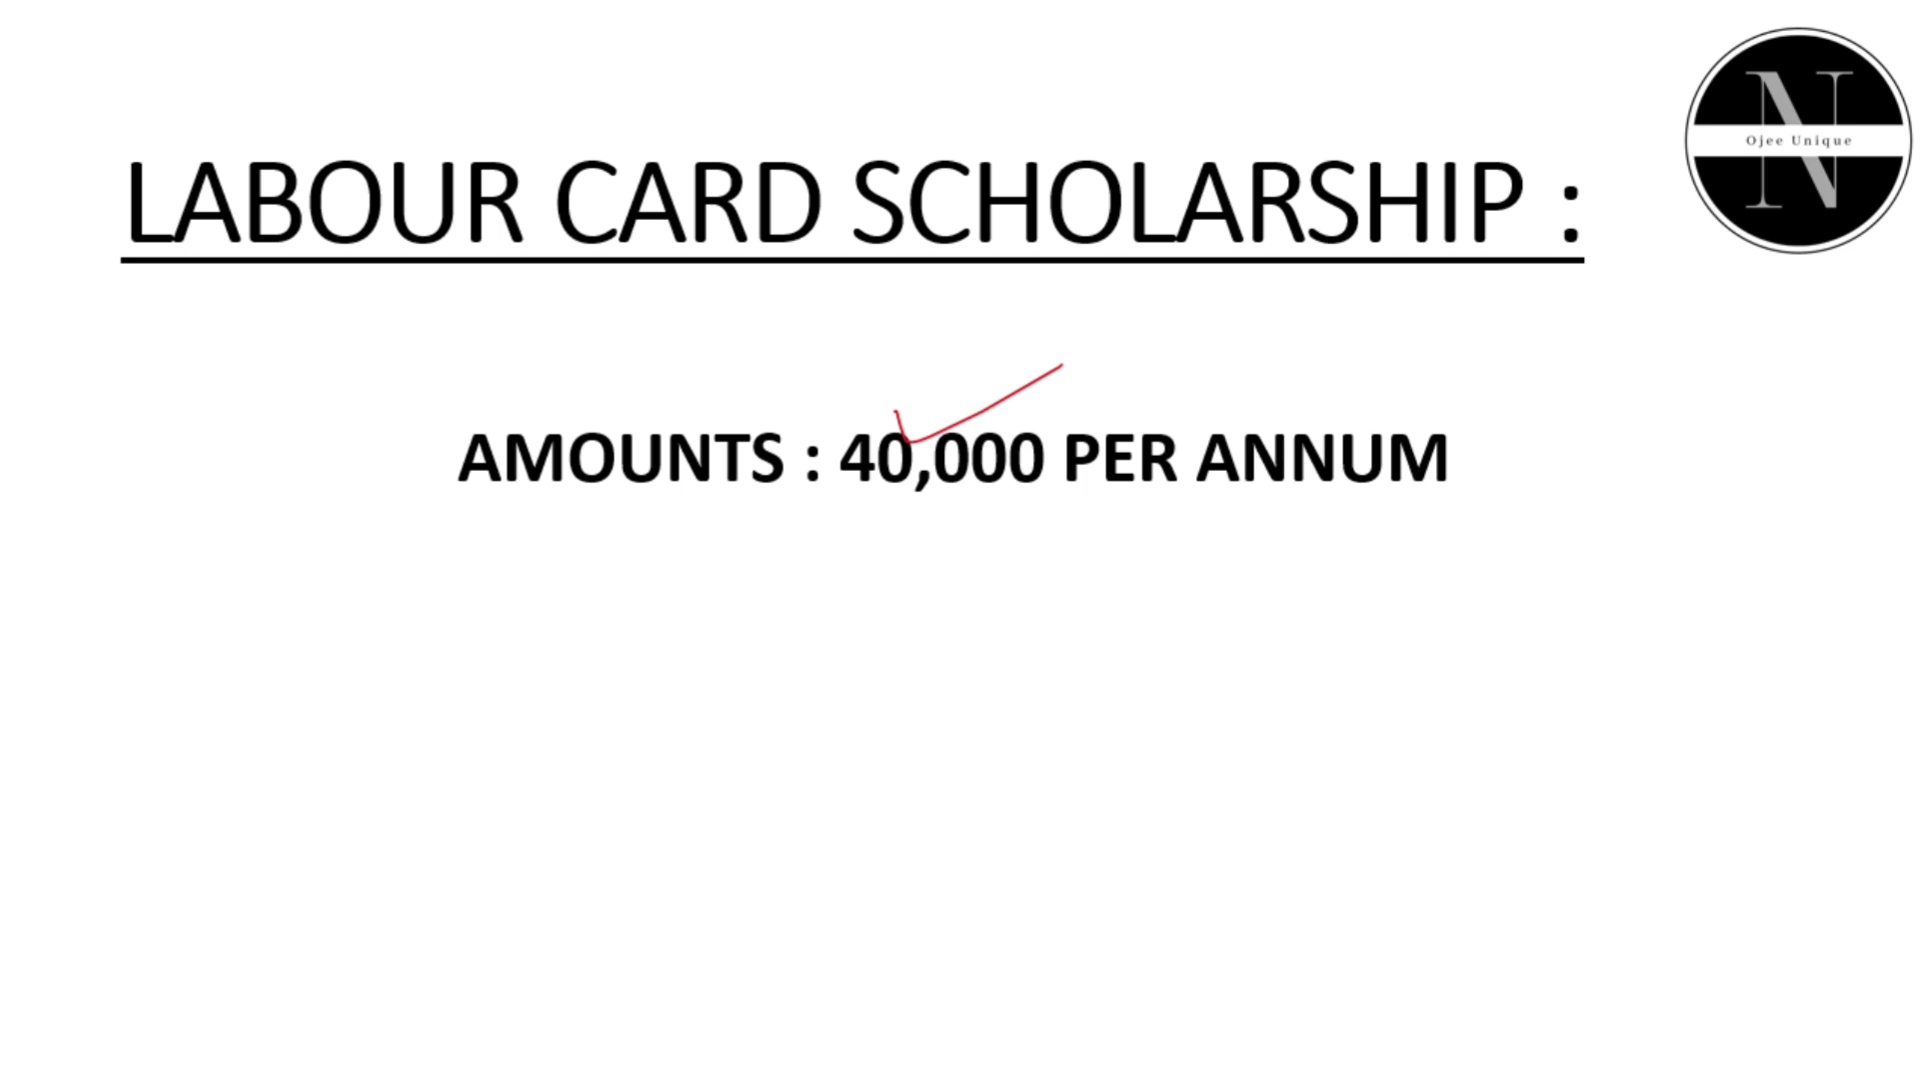 Ojee Unique
N
LABOUR CARD SCHOLARSHIP :
AMOUNTS : 40,000 PER ANNUM